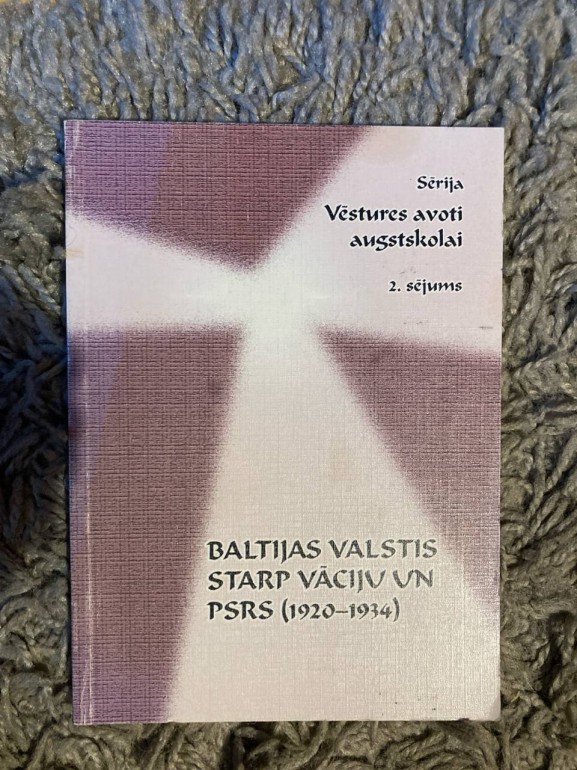 Sērija
Vēstures avoti
augstskolai
2. sējums
BALTIJAS VALSTIS
STARP VĀCIJU UN
PSRS (1920–1934)